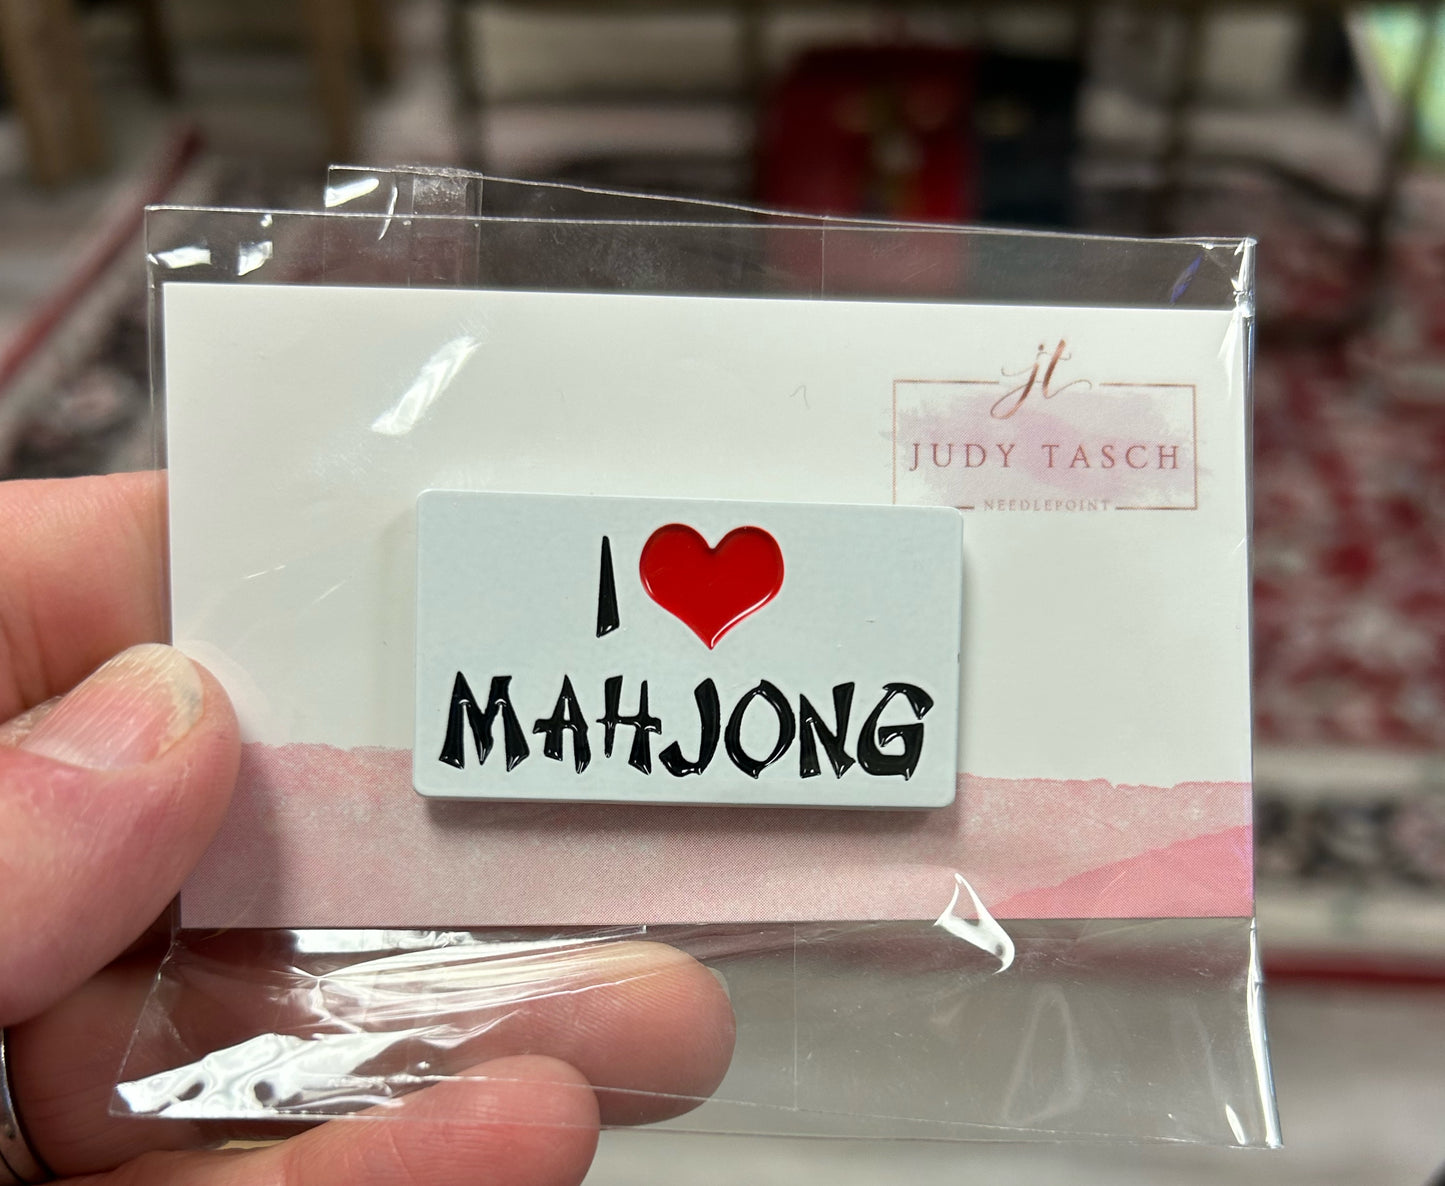 jt
JUDY TASCH
NEEDLEPOINT
I ❤
MAHJONG